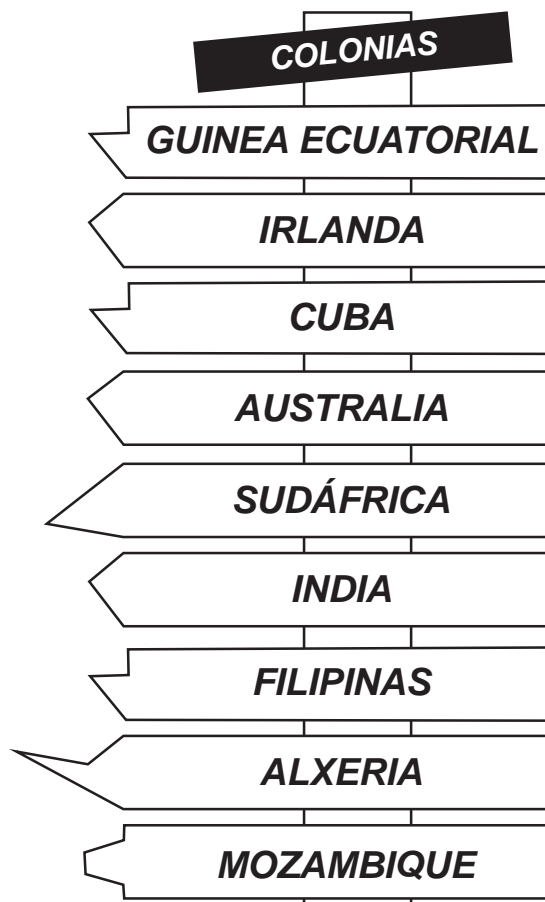 COLONIAS
GUINEA ECUATORIAL
IRLANDA
CUBA
AUSTRALIA
SUDÁFRICA
INDIA
FILIPINAS
ALXERIA
MOZAMBIQUE